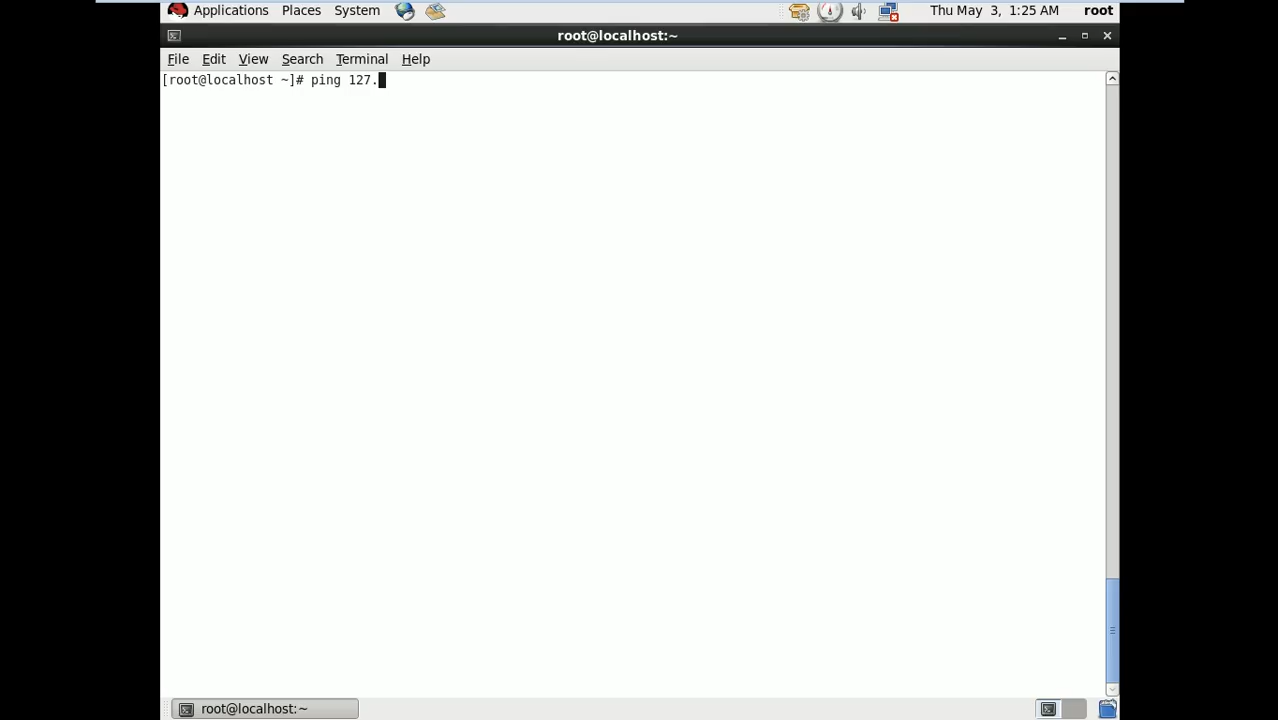 Applications Places System Thu May 3, 1:25 AM root
root@localhost:~
File Edit View Search Terminal Help
[root@localhost ~]# ping 127.
root@localhost:~